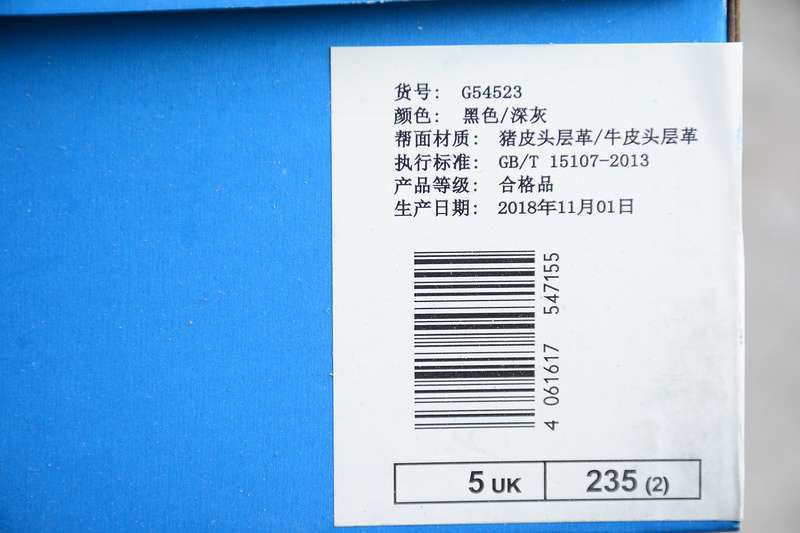 货号: G54523
颜色: 黑色/深灰
帮面材质: 猪皮头层革/牛皮头层革
执行标准: GB/T 15107-2013
产品等级: 合格品
生产日期: 2018年11月01日
4 061617 547155
5 UK 235 (2)